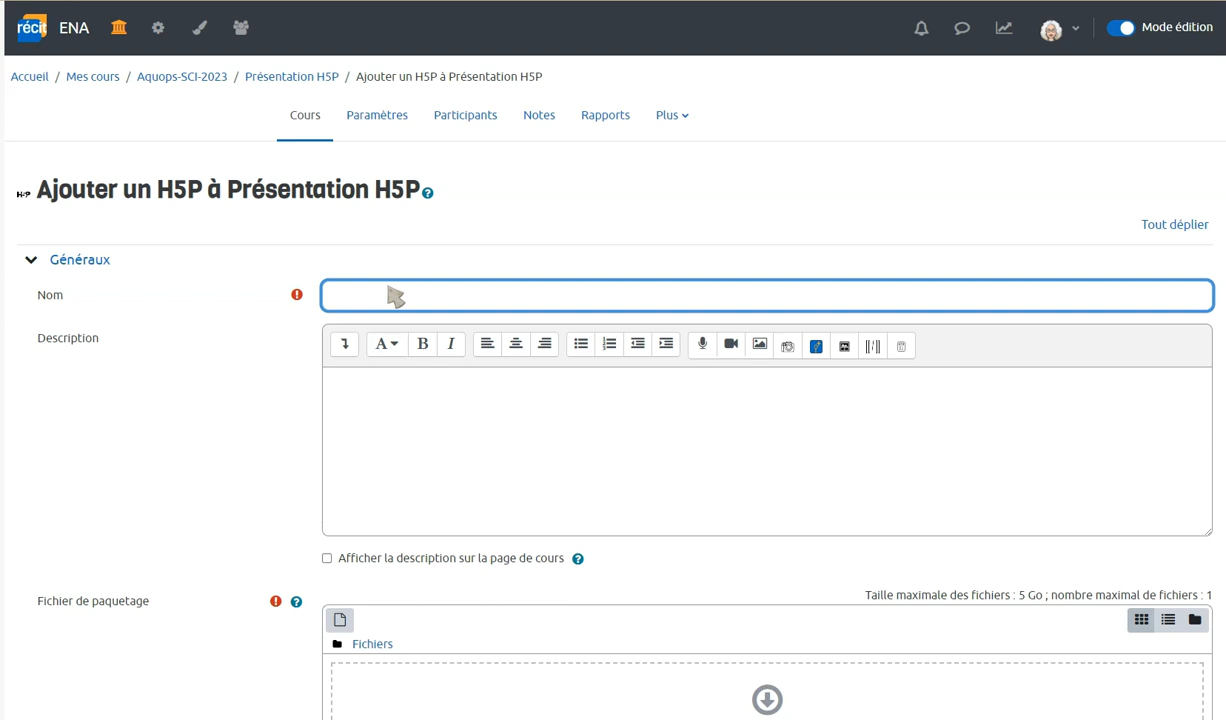 récit ENA Mode édition
Accueil / Mes cours / Aquops-SCI-2023 / Présentation H5P / Ajouter un H5P à Présentation H5P
Cours Paramètres Participants Notes Rapports Plus
H-P Ajouter un H5P à Présentation H5P
Tout déplier
Généraux
Nom
Description
A B I
Afficher la description sur la page de cours
Fichier de paquetage
Taille maximale des fichiers : 5 Go ; nombre maximal de fichiers : 1
Fichiers